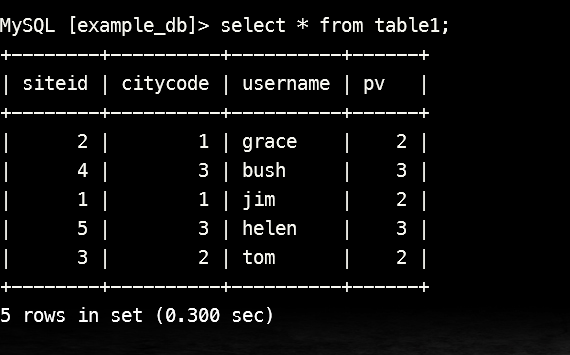 MySQL [example_db]> select * from table1;
+--------+----------+----------+------+
| siteid | citycode | username | pv   |
+--------+----------+----------+------+
|      2 |        1 | grace    |    2 |
|      4 |        3 | bush     |    3 |
|      1 |        1 | jim      |    2 |
|      5 |        3 | helen    |    3 |
|      3 |        2 | tom      |    2 |
+--------+----------+----------+------+
5 rows in set (0.300 sec)